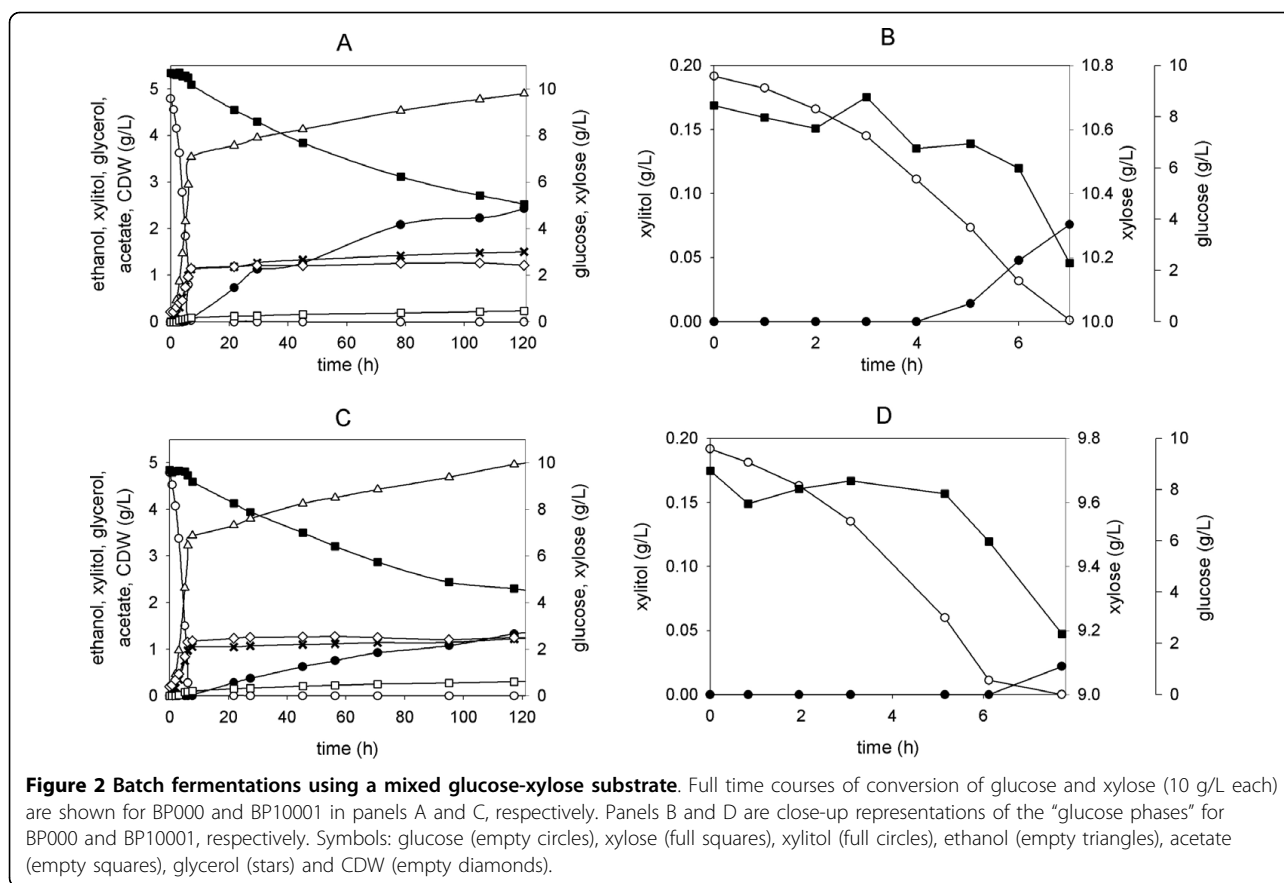 A
ethanol, xylitol, glycerol,
acetate, CDW (g/L)
5
4
3
2
1
0
10
8
6
4
2
0
glucose, xylose (g/L)
0 20 40 60 80 100 120
time (h)
B
xylitol (g/L)
0.20
0.15
0.10
0.05
0.00
10.8
10.6
10.4
10.2
10.0
xylose (g/L)
10
8
6
4
2
0
glucose (g/L)
0 2 4 6
time (h)
C
ethanol, xylitol, glycerol,
acetate, CDW (g/L)
5
4
3
2
1
0
10
8
6
4
2
0
glucose, xylose (g/L)
0 20 40 60 80 100 120
time (h)
D
xylitol (g/L)
0.20
0.15
0.10
0.05
0.00
9.8
9.6
9.4
9.2
9.0
xylose (g/L)
10
8
6
4
2
0
glucose (g/L)
0 2 4 6
time (h)
Figure 2 Batch fermentations using a mixed glucose-xylose substrate. Full time courses of conversion of glucose and xylose (10 g/L each)
are shown for BP000 and BP10001 in panels A and C, respectively. Panels B and D are close-up representations of the "glucose phases" for
BP000 and BP10001, respectively. Symbols: glucose (empty circles), xylose (full squares), xylitol (full circles), ethanol (empty triangles), acetate
(empty squares), glycerol (stars) and CDW (empty diamonds).